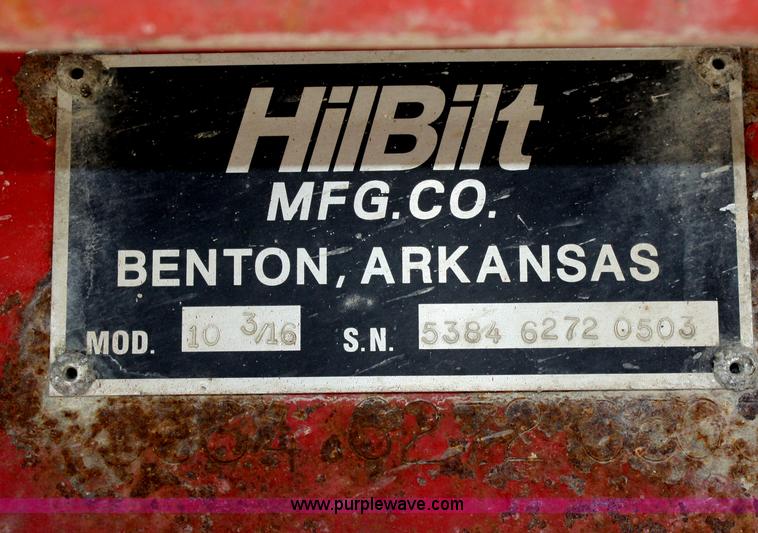 HilBilt
MFG.CO.
BENTON, ARKANSAS
MOD. 10 3/16 S.N. 5384 6272 0503
www.purplewave.com